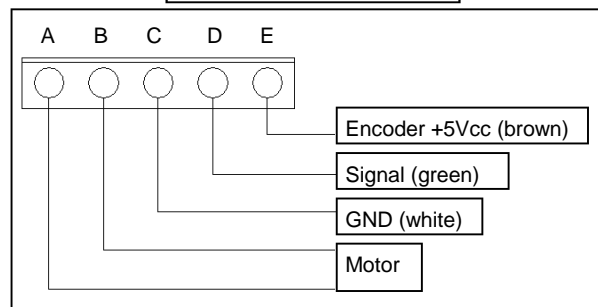 A B C D E
Encoder +5Vcc (brown)
Signal (green)
GND (white)
Motor